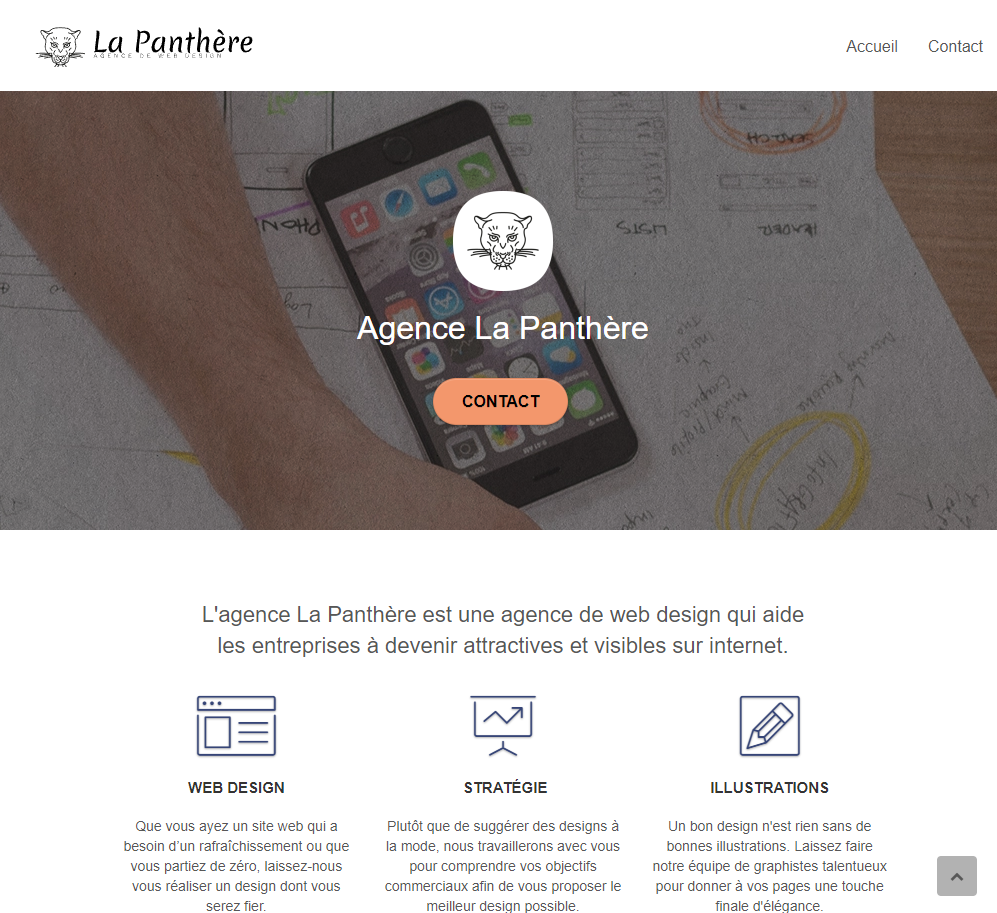 La Panthère
AGENCE DE WEB DESIGN
Accueil
Contact
SEARCH
LISTS
HEADER
Agence La Panthère
CONTACT
L'agence La Panthère est une agence de web design qui aide
les entreprises à devenir attractives et visibles sur internet.
WEB DESIGN
Que vous ayez un site web qui a
besoin d’un rafraîchissement ou que
vous partiez de zéro, laissez-nous
vous réaliser un design dont vous
serez fier.
STRATÉGIE
Plutôt que de suggérer des designs à
la mode, nous travaillerons avec vous
pour comprendre vos objectifs
commerciaux afin de vous proposer le
meilleur design possible.
ILLUSTRATIONS
Un bon design n'est rien sans de
bonnes illustrations. Laissez faire
notre équipe de graphistes talentueux
pour donner à vos pages une touche
finale d'élégance.